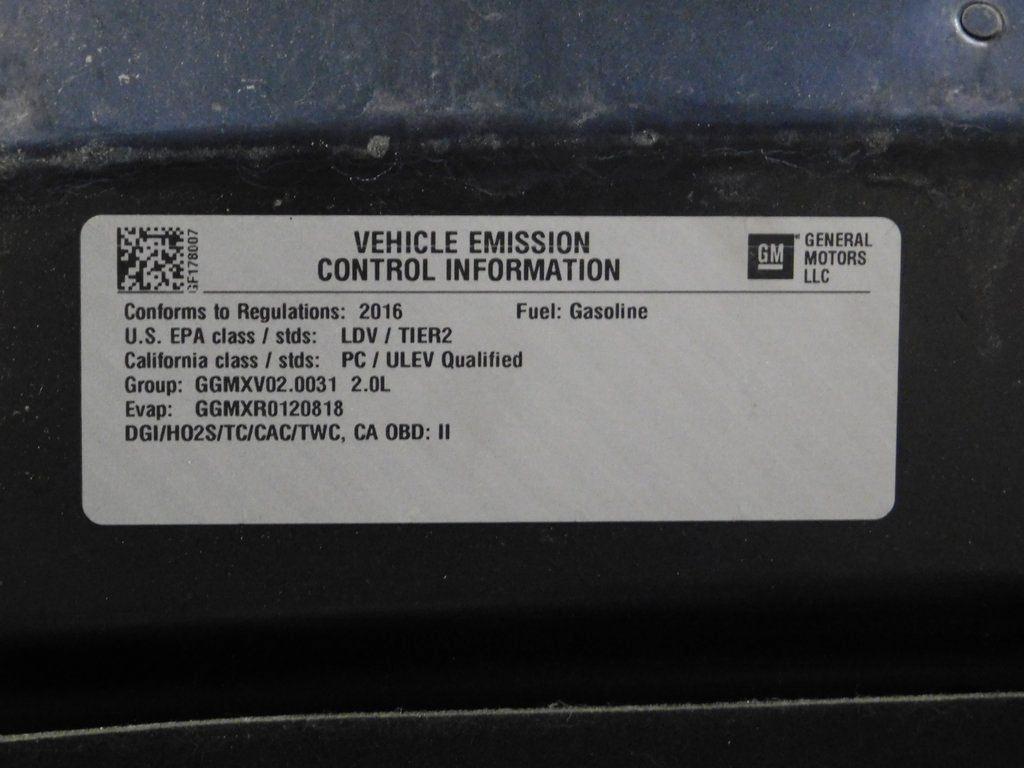 GF178007
VEHICLE EMISSION
CONTROL INFORMATION
GM
GENERAL
MOTORS
LLC
Conforms to Regulations: 2016 Fuel: Gasoline
U.S. EPA class / stds: LDV / TIER2
California class / stds: PC / ULEV Qualified
Group: GGMXV02.0031 2.0L
Evap: GGMXR0120818
DGI/HO2S/TC/CAC/TWC, CA OBD: II